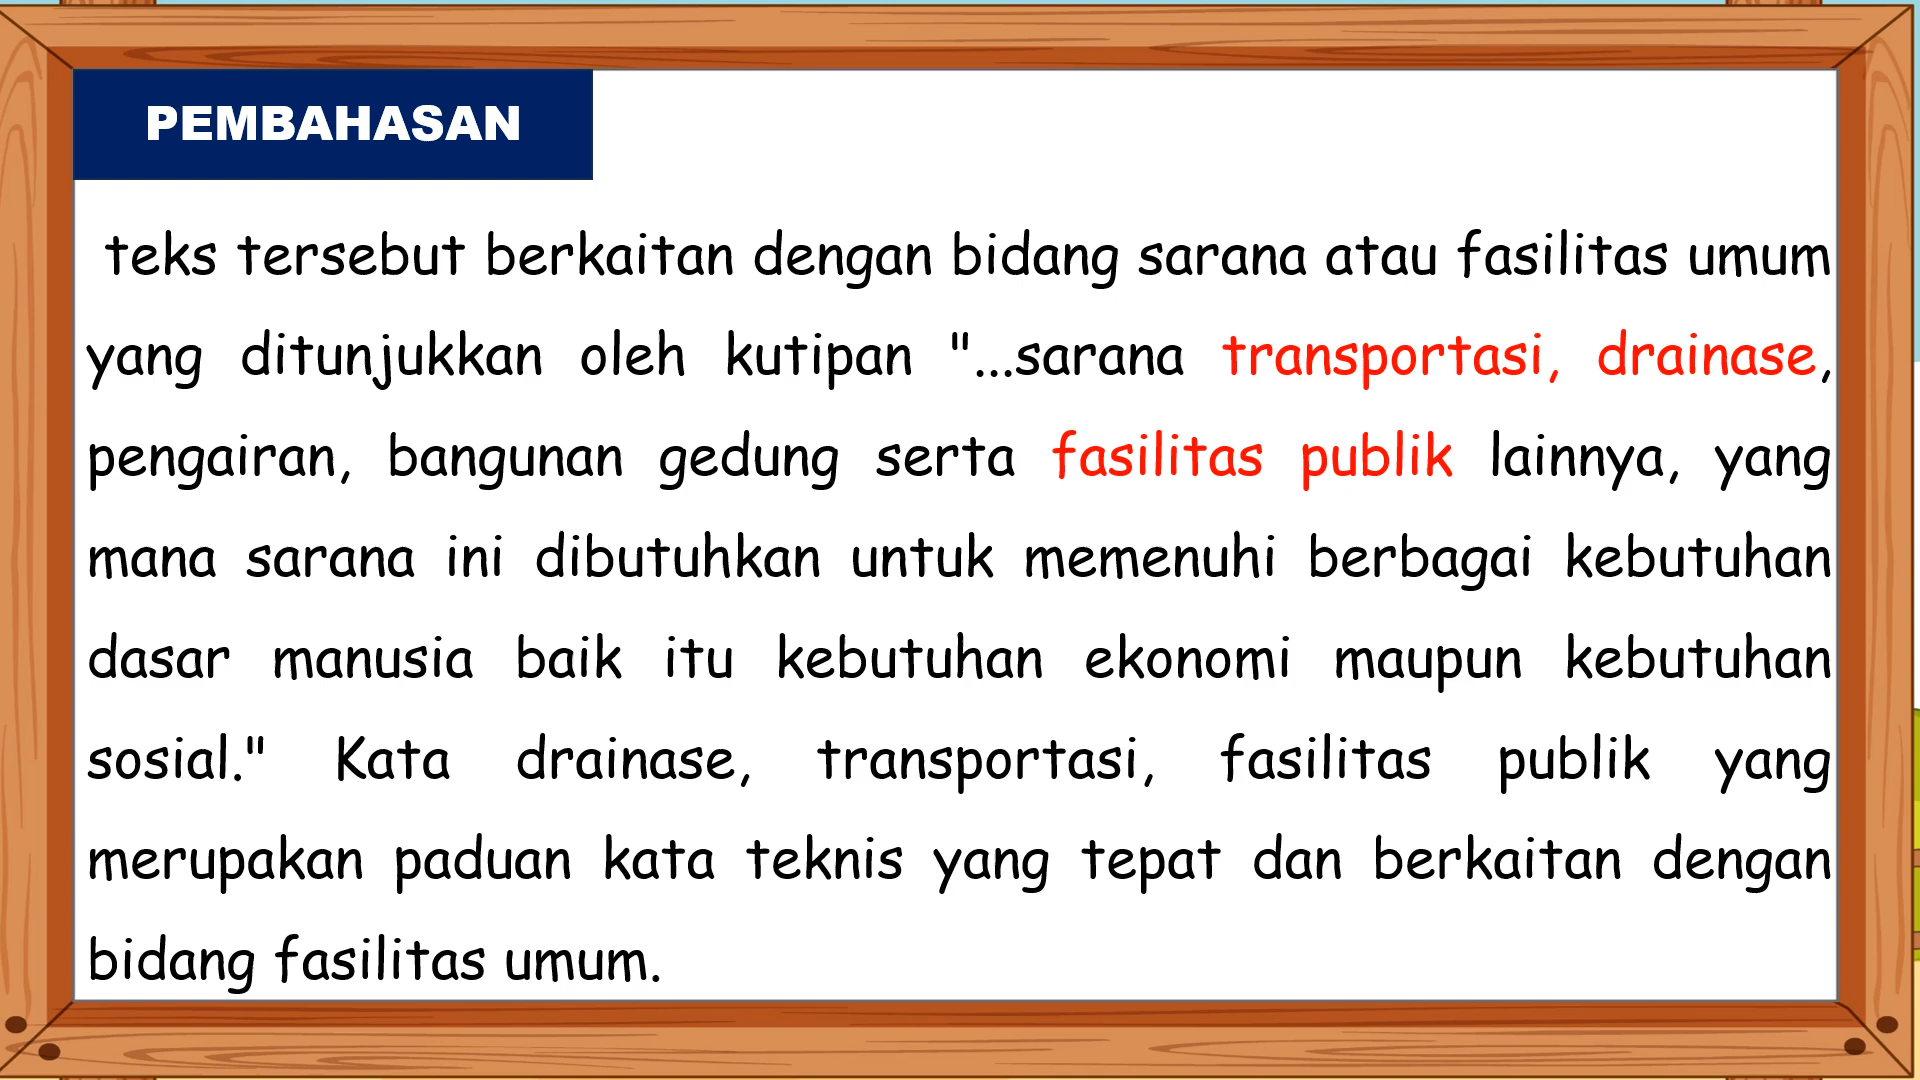 PEMBAHASAN
teks tersebut berkaitan dengan bidang sarana atau fasilitas umum
yang ditunjukkan oleh kutipan "...sarana transportasi, drainase,
pengairan, bangunan gedung serta fasilitas publik lainnya, yang
mana sarana ini dibutuhkan untuk memenuhi berbagai kebutuhan
dasar manusia baik itu kebutuhan ekonomi maupun kebutuhan
sosial." Kata drainase, transportasi, fasilitas publik yang
merupakan paduan kata teknis yang tepat dan berkaitan dengan
bidang fasilitas umum.